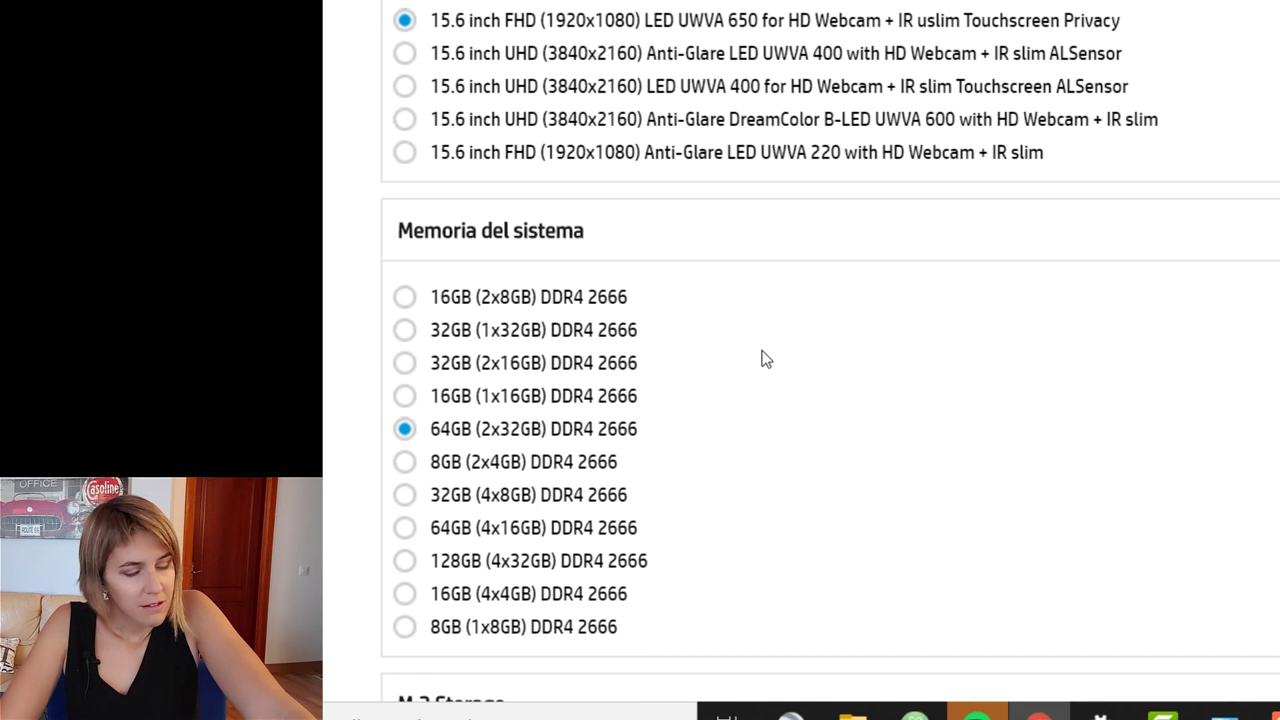 15.6 inch FHD (1920x1080) LED UWVA 650 for HD Webcam + IR uslim Touchscreen Privacy
15.6 inch UHD (3840x2160) Anti-Glare LED UWVA 400 with HD Webcam + IR slim ALSensor
15.6 inch UHD (3840x2160) LED UWVA 400 for HD Webcam + IR slim Touchscreen ALSensor
15.6 inch UHD (3840x2160) Anti-Glare DreamColor B-LED UWVA 600 with HD Webcam + IR slim
15.6 inch FHD (1920x1080) Anti-Glare LED UWVA 220 with HD Webcam + IR slim
Memoria del sistema
16GB (2x8GB) DDR4 2666
32GB (1x32GB) DDR4 2666
32GB (2x16GB) DDR4 2666
16GB (1x16GB) DDR4 2666
64GB (2x32GB) DDR4 2666
8GB (2x4GB) DDR4 2666
32GB (4x8GB) DDR4 2666
64GB (4x16GB) DDR4 2666
128GB (4x32GB) DDR4 2666
16GB (4x4GB) DDR4 2666
8GB (1x8GB) DDR4 2666
M.2 Storage
OFFICE
Gasoline